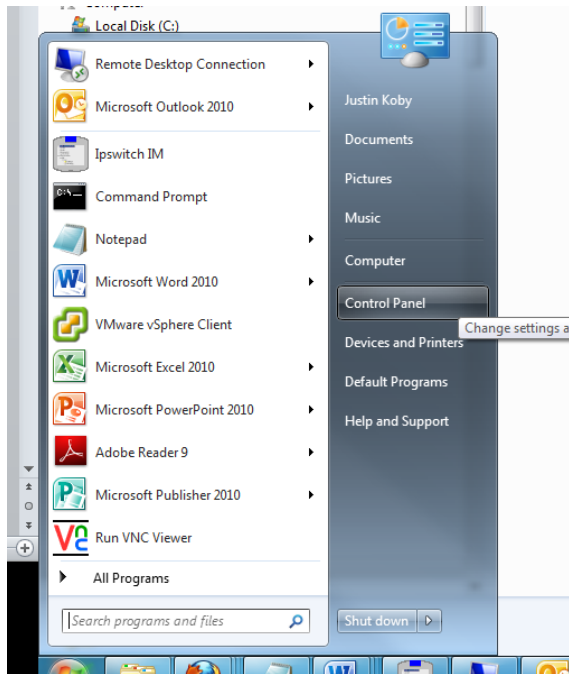 Computer
Local Disk (C:)
Remote Desktop Connection
Microsoft Outlook 2010
Ipswitch IM
Command Prompt
Notepad
Microsoft Word 2010
VMware vSphere Client
Microsoft Excel 2010
Microsoft PowerPoint 2010
Adobe Reader 9
Microsoft Publisher 2010
Run VNC Viewer
All Programs
Search programs and files
Justin Koby
Documents
Pictures
Music
Computer
Control Panel
Change settings a
Devices and Printers
Default Programs
Help and Support
Shut down